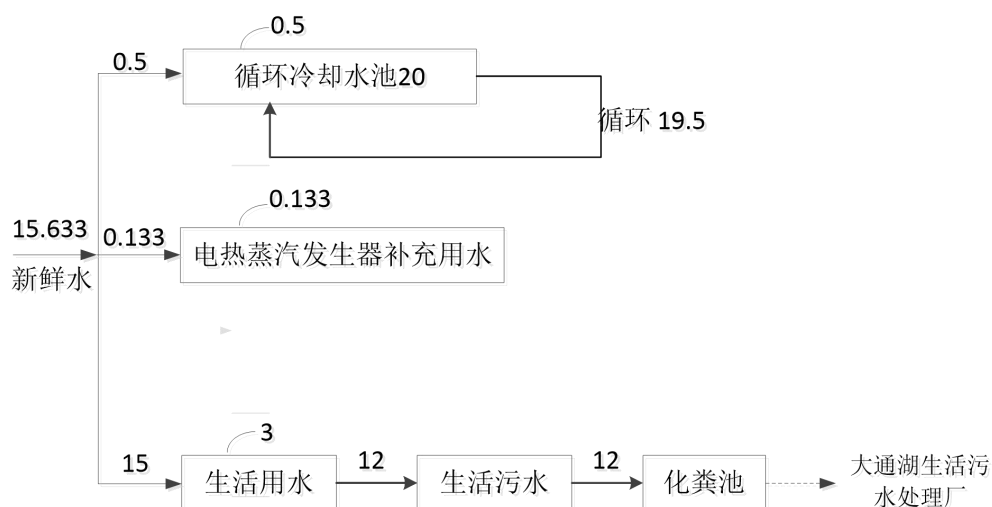 0.5
0.5
循环冷却水池20
循环 19.5
0.133
15.633
0.133
电热蒸汽发生器补充用水
新鲜水
3
15
12
12
生活用水
生活污水
化粪池
大通湖生活污
水处理厂